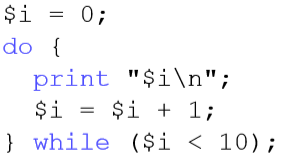 $i = 0;
do {
  print "$i\n";
  $i = $i + 1;
} while ($i < 10);